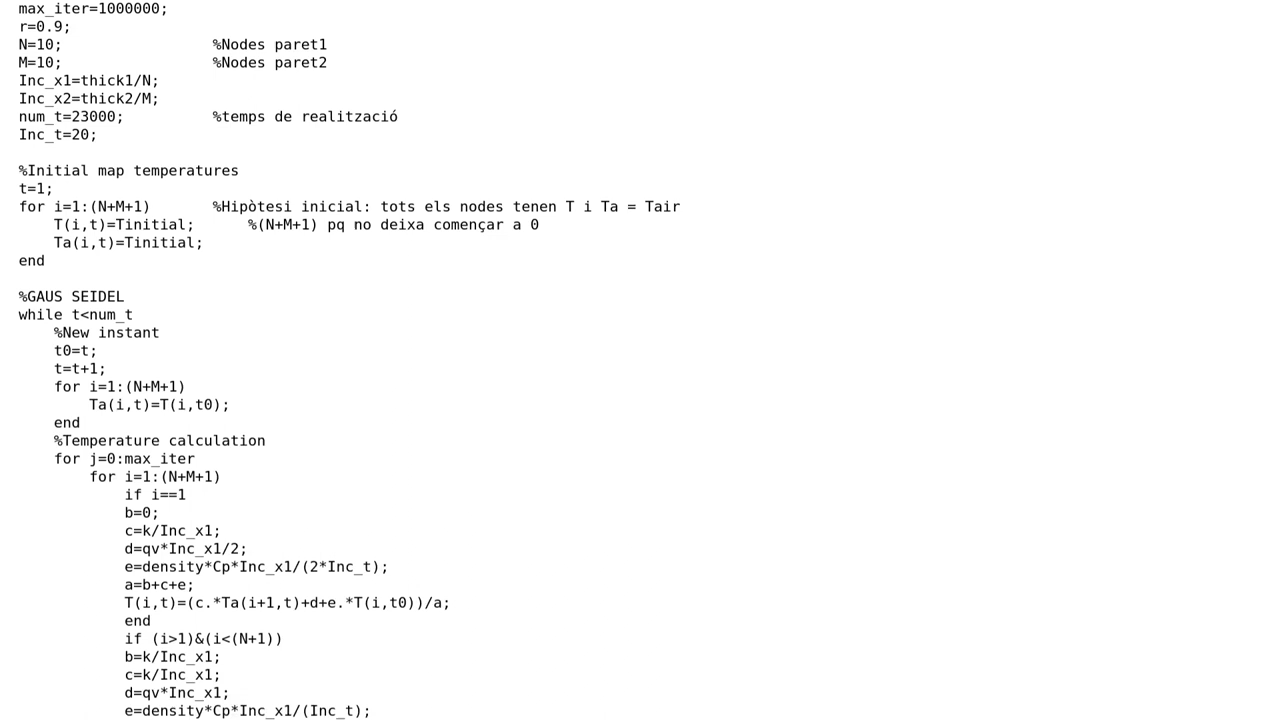 max_iter=1000000;
r=0.9;
N=10;                 %Nodes paret1
M=10;                 %Nodes paret2
Inc_x1=thick1/N;
Inc_x2=thick2/M;
num_t=23000;          %temps de realització
Inc_t=20;

%Initial map temperatures
t=1;
for i=1:(N+M+1)       %Hipòtesi inicial: tots els nodes tenen T i Ta = Tair
    T(i,t)=Tinitial;      %(N+M+1) pq no deixa començar a 0
    Ta(i,t)=Tinitial;
end

%GAUS SEIDEL
while t<num_t
    %New instant
    t0=t;
    t=t+1;
    for i=1:(N+M+1)
        Ta(i,t)=T(i,t0);
    end
    %Temperature calculation
    for j=0:max_iter
        for i=1:(N+M+1)
            if i==1
            b=0;
            c=k/Inc_x1;
            d=qv*Inc_x1/2;
            e=density*Cp*Inc_x1/(2*Inc_t);
            a=b+c+e;
            T(i,t)=(c.*Ta(i+1,t)+d+e.*T(i,t0))/a;
            end
            if (i>1)&(i<(N+1))
            b=k/Inc_x1;
            c=k/Inc_x1;
            d=qv*Inc_x1;
            e=density*Cp*Inc_x1/(Inc_t);